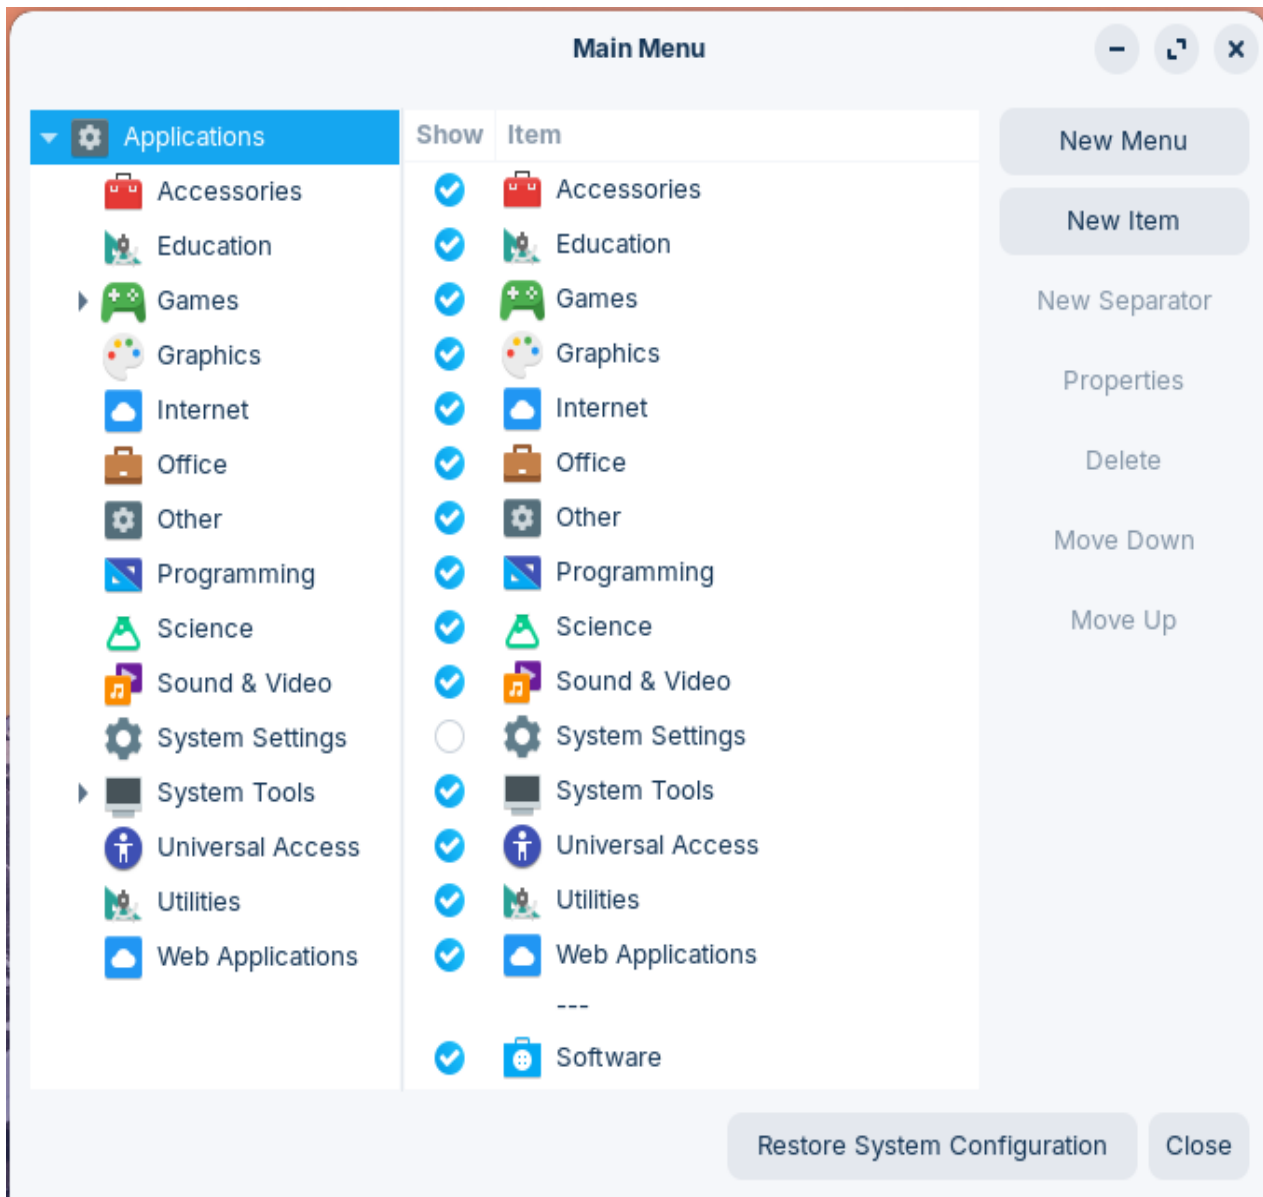 Main Menu
Applications
Accessories
Education
Games
Graphics
Internet
Office
Other
Programming
Science
Sound & Video
System Settings
System Tools
Universal Access
Utilities
Web Applications
Show Item
Accessories
Education
Games
Graphics
Internet
Office
Other
Programming
Science
Sound & Video
System Settings
System Tools
Universal Access
Utilities
Web Applications
---
Software
New Menu
New Item
New Separator
Properties
Delete
Move Down
Move Up
Restore System Configuration
Close